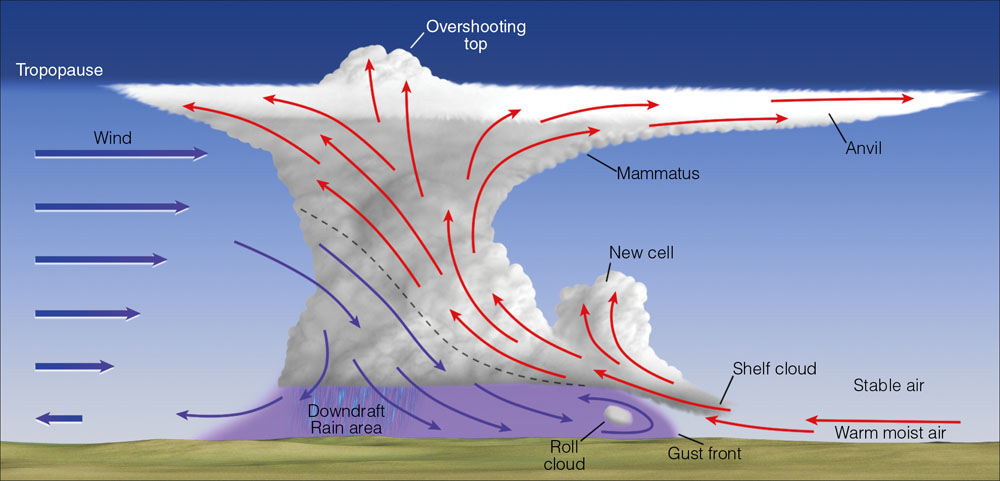 Overshooting
top
Tropopause
Wind
Anvil
Mammatus
New cell
Shelf cloud
Stable air
Downdraft
Rain area
Warm moist air
Roll
cloud
Gust front